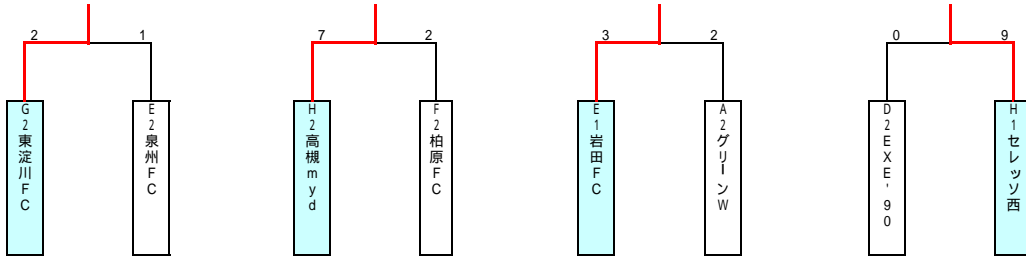 2 1
7 2
3 2
0 9
G2東淀川FC
E2泉州FC
H2高槻myd
F2柏原FC
E1岩田FC
A2グリーンW
D2EXE'90
H1セレッソ西